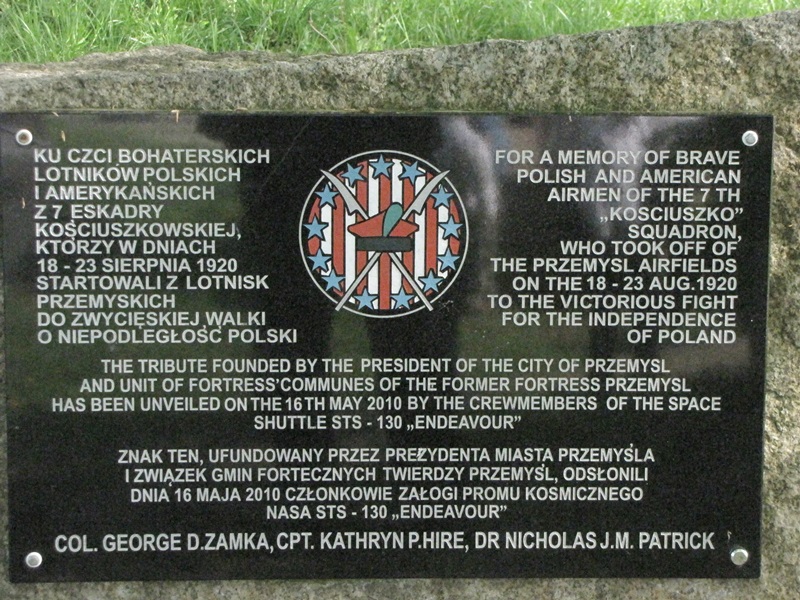 KU CZCI BOHATERSKICH
LOTNIKÓW POLSKICH
I AMERYKAŃSKICH
Z 7 ESKADRY
KOŚCIUSZKOWSKIEJ,
KTÓRZY W DNIACH
18 - 23 SIERPNIA 1920
STARTOWALI Z LOTNISK
PRZEMYSKICH
DO ZWYCIĘSKIEJ WALKI
O NIEPODLEGŁOŚĆ POLSKI
FOR A MEMORY OF BRAVE
POLISH AND AMERICAN
AIRMEN OF THE 7 TH
„KOSCIUSZKO”
SQUADRON,
WHO TOOK OFF OF
THE PRZEMYSL AIRFIELDS
ON THE 18 - 23 AUG.1920
TO THE VICTORIOUS FIGHT
FOR THE INDEPENDENCE
OF POLAND
THE TRIBUTE FOUNDED BY THE PRESIDENT OF THE CITY OF PRZEMYSL
AND UNIT OF FORTRESS'COMMUNES OF THE FORMER FORTRESS PRZEMYSL
HAS BEEN UNVEILED ON THE 16 TH MAY 2010 BY THE CREWMEMBERS OF THE SPACE
SHUTTLE STS - 130 „ENDEAVOUR”
ZNAK TEN, UFUNDOWANY PRZEZ PREZYDENTA MIASTA PRZEMYŚLA
I ZWIĄZEK GMIN FORTECZNYCH TWIERDZY PRZEMYŚL, ODSŁONILI
DNIA 16 MAJA 2010 CZŁONKOWIE ZAŁOGI PROMU KOSMICZNEGO
NASA STS - 130 „ENDEAVOUR”
COL. GEORGE D.ZAMKA, CPT. KATHRYN P.HIRE, DR NICHOLAS J.M. PATRICK